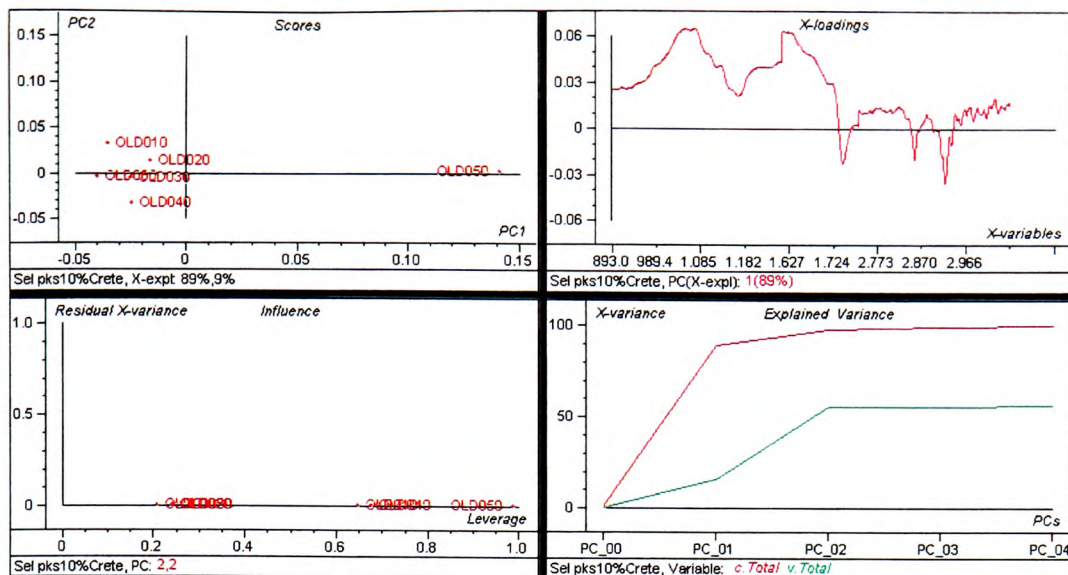 PC2 Scores
0.15
0.10
0.05
0
-0.05
OLD010
OLD020
OLD030
OLD040
OLD050
PC1
-0.05 0 0.05 0.10 0.15
Sel pks10%Crete, X-expt 89%,9%
X-loadings
0.06
0.03
0
-0.03
-0.06
X-variables
893.0 989.4 1.085 1.182 1.627 1.724 2.773 2.870 2.966
Sel pks10%Crete, PC(X-expl): 1(89%)
Residual X-variance Influence
1.0
0.5
0
OLD050
Leverage
0 0.2 0.4 0.6 0.8 1.0
Sel pks10%Crete, PC: 2,2
X-variance Explained Variance
100
50
0
PCs
PC_00 PC_01 PC_02 PC_03 PC_04
Sel pks10%Crete, Variable: c.Total v.Total